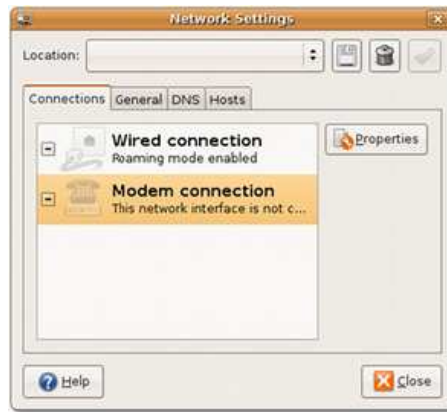 Network Settings
Location:
Connections General DNS Hosts
Wired connection
Roaming mode enabled
Properties
Modem connection
This network interface is not c...
Help
Close